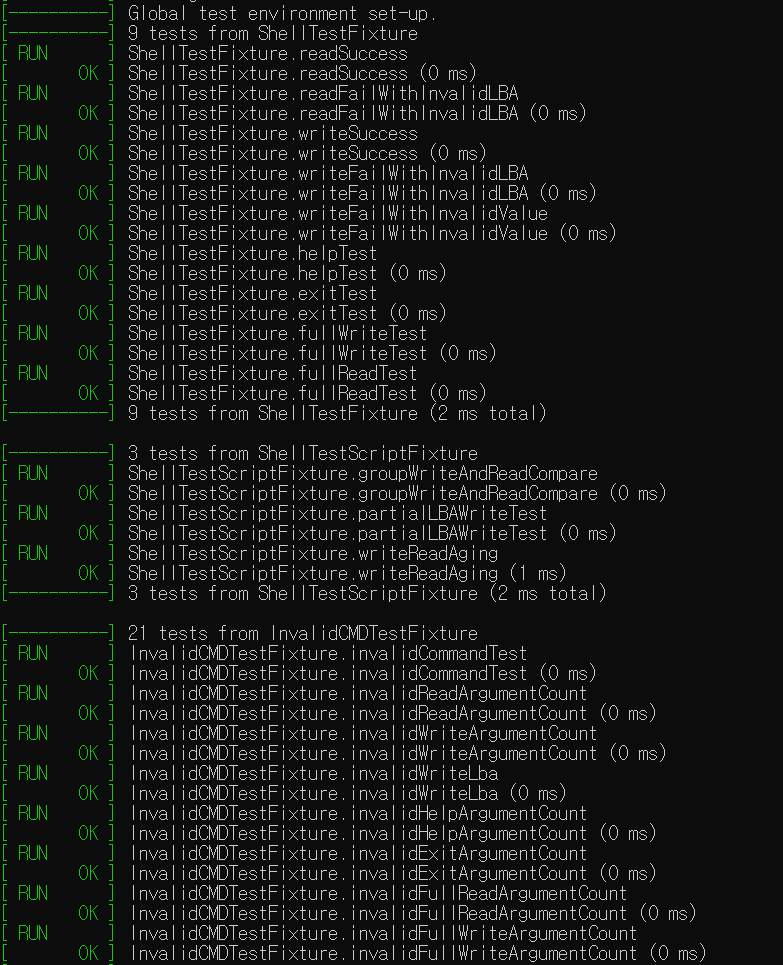 [----------] Global test environment set-up.
[----------] 9 tests from ShellTestFixture
[ RUN      ] ShellTestFixture.readSuccess
[       OK ] ShellTestFixture.readSuccess (0 ms)
[ RUN      ] ShellTestFixture.readFailWithInvalidLBA
[       OK ] ShellTestFixture.readFailWithInvalidLBA (0 ms)
[ RUN      ] ShellTestFixture.writeSuccess
[       OK ] ShellTestFixture.writeSuccess (0 ms)
[ RUN      ] ShellTestFixture.writeFailWithInvalidLBA
[       OK ] ShellTestFixture.writeFailWithInvalidLBA (0 ms)
[ RUN      ] ShellTestFixture.writeFailWithInvalidValue
[       OK ] ShellTestFixture.writeFailWithInvalidValue (0 ms)
[ RUN      ] ShellTestFixture.helpTest
[       OK ] ShellTestFixture.helpTest (0 ms)
[ RUN      ] ShellTestFixture.exitTest
[       OK ] ShellTestFixture.exitTest (0 ms)
[ RUN      ] ShellTestFixture.fullWriteTest
[       OK ] ShellTestFixture.fullWriteTest (0 ms)
[ RUN      ] ShellTestFixture.fullReadTest
[       OK ] ShellTestFixture.fullReadTest (0 ms)
[----------] 9 tests from ShellTestFixture (2 ms total)
[----------] 3 tests from ShellTestScriptFixture
[ RUN      ] ShellTestScriptFixture.groupWriteAndReadCompare
[       OK ] ShellTestScriptFixture.groupWriteAndReadCompare (0 ms)
[ RUN      ] ShellTestScriptFixture.partialLBAWriteTest
[       OK ] ShellTestScriptFixture.partialLBAWriteTest (0 ms)
[ RUN      ] ShellTestScriptFixture.writeReadAging
[       OK ] ShellTestScriptFixture.writeReadAging (1 ms)
[----------] 3 tests from ShellTestScriptFixture (2 ms total)
[----------] 21 tests from InvalidCMDTestFixture
[ RUN      ] InvalidCMDTestFixture.invalidCommandTest
[       OK ] InvalidCMDTestFixture.invalidCommandTest (0 ms)
[ RUN      ] InvalidCMDTestFixture.invalidReadArgumentCount
[       OK ] InvalidCMDTestFixture.invalidReadArgumentCount (0 ms)
[ RUN      ] InvalidCMDTestFixture.invalidWriteArgumentCount
[       OK ] InvalidCMDTestFixture.invalidWriteArgumentCount (0 ms)
[ RUN      ] InvalidCMDTestFixture.invalidWriteLba
[       OK ] InvalidCMDTestFixture.invalidWriteLba (0 ms)
[ RUN      ] InvalidCMDTestFixture.invalidHelpArgumentCount
[       OK ] InvalidCMDTestFixture.invalidHelpArgumentCount (0 ms)
[ RUN      ] InvalidCMDTestFixture.invalidExitArgumentCount
[       OK ] InvalidCMDTestFixture.invalidExitArgumentCount (0 ms)
[ RUN      ] InvalidCMDTestFixture.invalidFullReadArgumentCount
[       OK ] InvalidCMDTestFixture.invalidFullReadArgumentCount (0 ms)
[ RUN      ] InvalidCMDTestFixture.invalidFullWriteArgumentCount
[       OK ] InvalidCMDTestFixture.invalidFullWriteArgumentCount (0 ms)